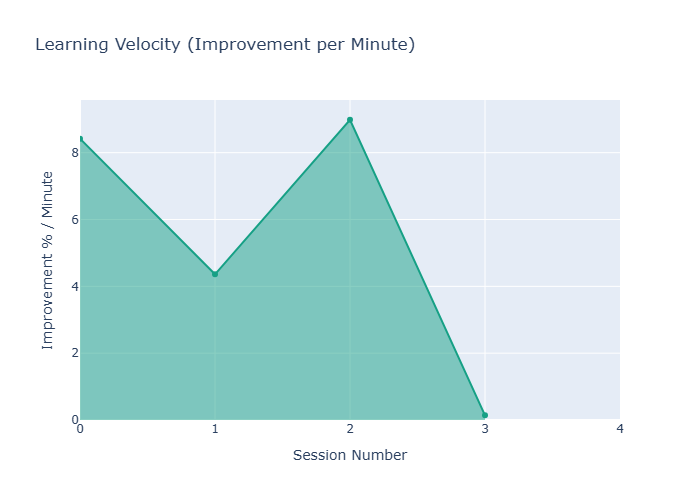 Learning Velocity (Improvement per Minute)
Improvement % / Minute
8
6
4
2
0
0 1 2 3 4
Session Number